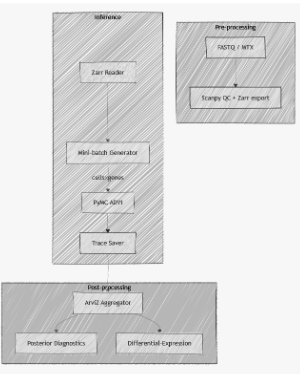 Inference
Zarr Reader
Mini-batch Generator
cells×genes
PyMC ADVI
Trace Saver
Pre-processing
FASTQ / MTX
Scanpy QC + Zarr export
Post-processing
ArviZ Aggregator
Posterior Diagnostics
Differential-Expression